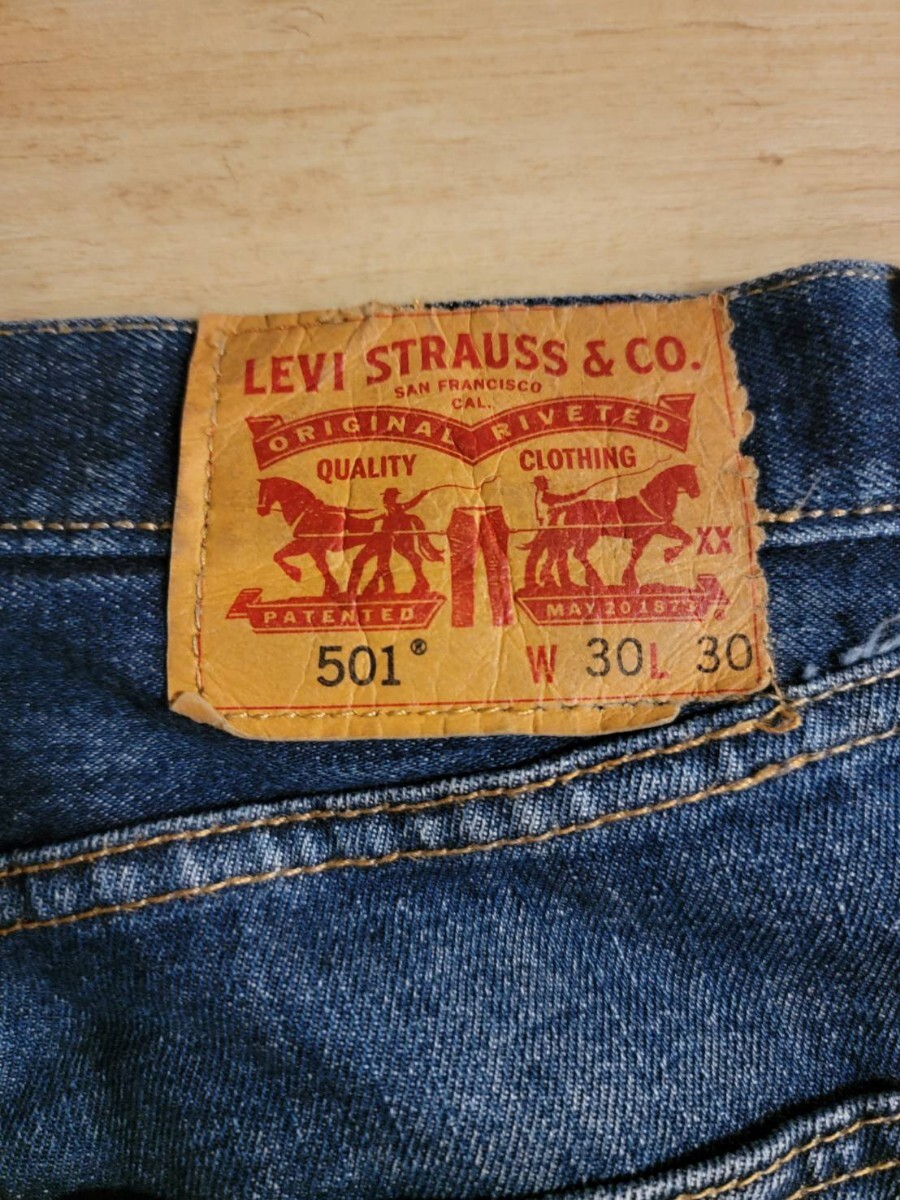 LEVI STRAUSS & CO.
SAN FRANCISCO
CAL.
ORIGINAL RIVETED
QUALITY CLOTHING
XX
PATENTED MAY 20 1873
501® W 30 L 30